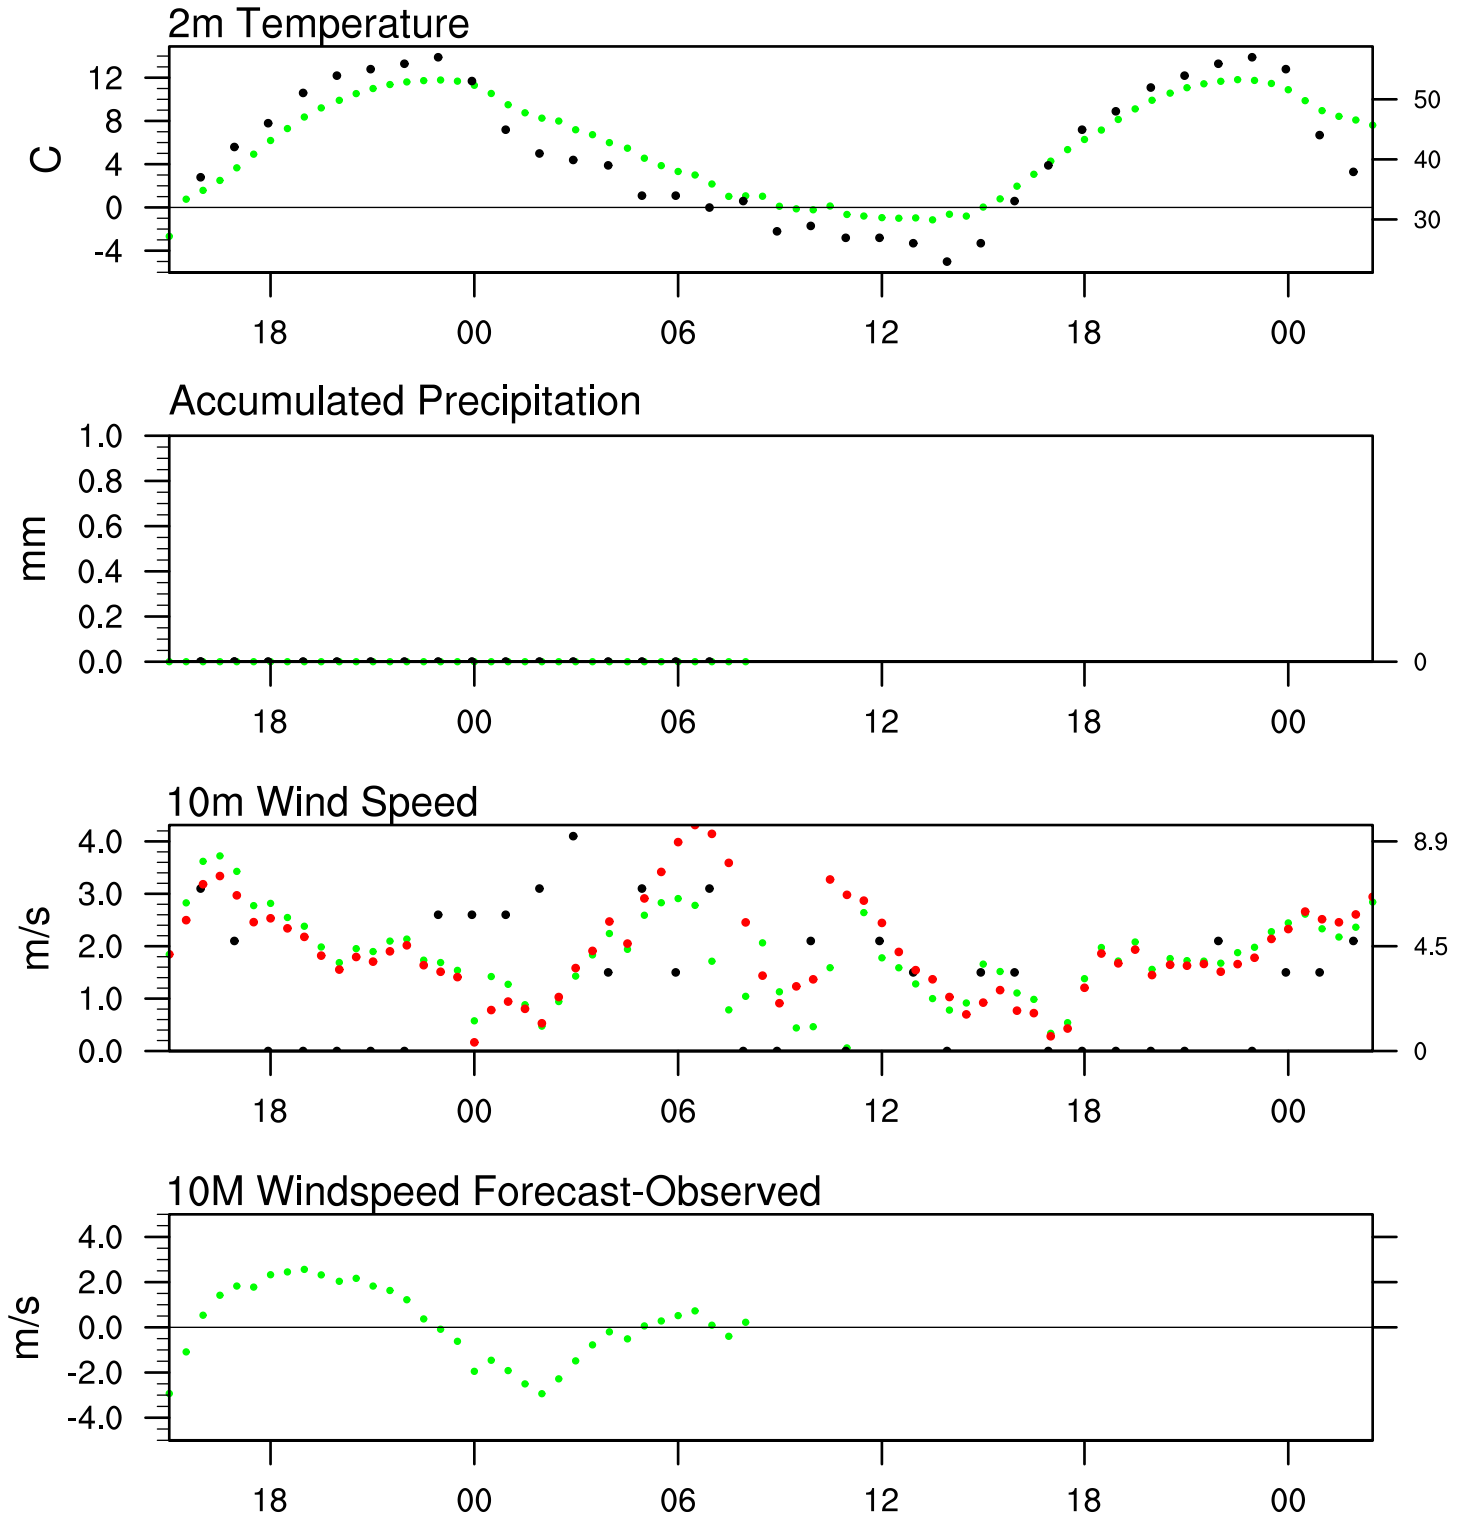 2m Temperature
12
8
4
0
-4
C
50
40
30
18 00 06 12 18 00
Accumulated Precipitation
1.0
0.8
0.6
0.4
0.2
0.0
mm
0
18 00 06 12 18 00
10m Wind Speed
4.0
3.0
2.0
1.0
0.0
m/s
8.9
4.5
0
18 00 06 12 18 00
10M Windspeed Forecast-Observed
4.0
2.0
0.0
-2.0
-4.0
m/s
18 00 06 12 18 00